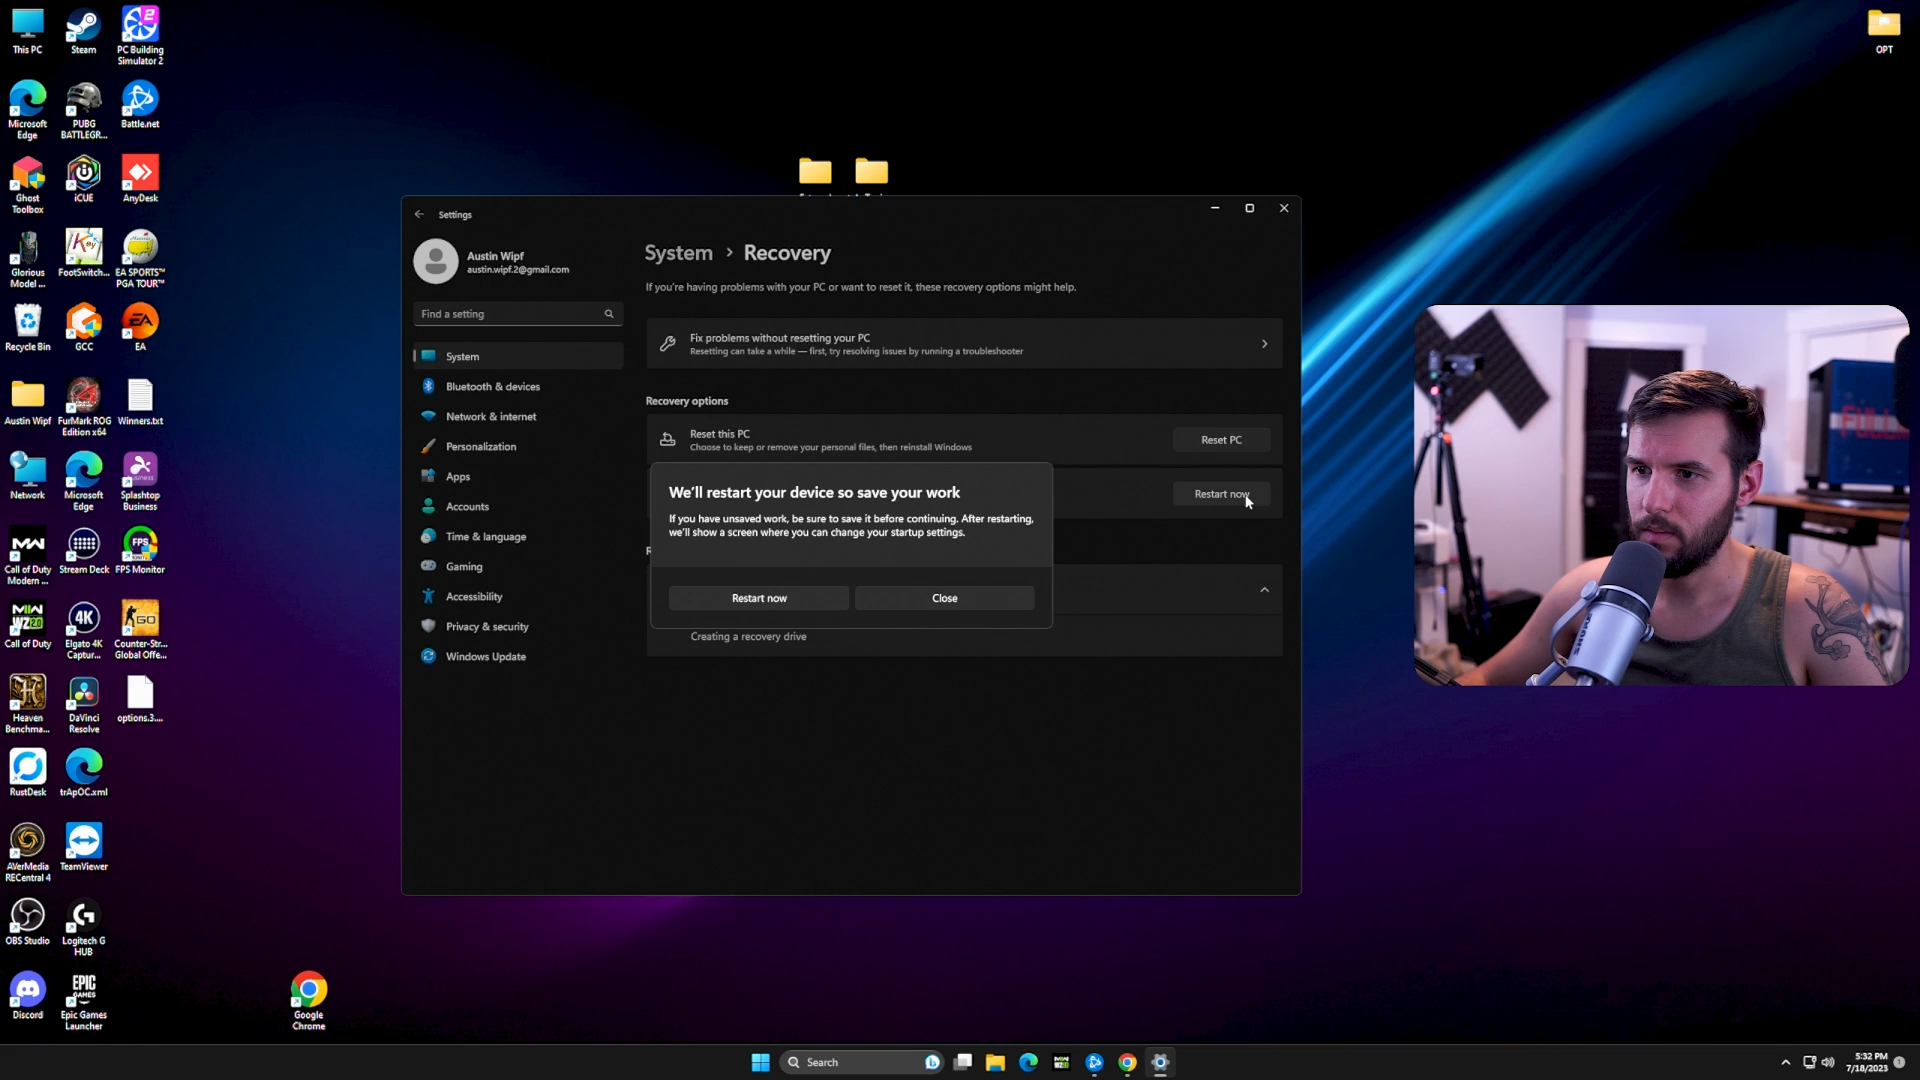 This PC
Steam
PC Building
Simulator 2
OPT
Microsoft
Edge
PUBG
BATTLEGR...
Battle.net
Ghost
Toolbox
iCUE
AnyDesk
Glorious
Model ...
FootSwitch...
EA SPORTS™
PGA TOUR™
Recycle Bin
GCC
EA
Austin Wipf
FurMark ROG
Edition x64
Winners.txt
Network
Microsoft
Edge
Splashtop
Business
Call of Duty
Modern ...
Stream Deck
FPS Monitor
Call of Duty
Elgato 4K
Captur...
Counter-Str...
Global Offe...
Heaven
Benchma...
DaVinci
Resolve
options.3....
RustDesk
trApOC.xml
AVerMedia
RECentral 4
TeamViewer
OBS Studio
Logitech G
HUB
Discord
Epic Games
Launcher
Google
Chrome
Settings
Austin Wipf
austin.wipf.2@gmail.com
Find a setting
System
Bluetooth & devices
Network & internet
Personalization
Apps
Accounts
Time & language
Gaming
Accessibility
Privacy & security
Windows Update
System > Recovery
If you're having problems with your PC or want to reset it, these recovery options might help.
Fix problems without resetting your PC
Resetting can take a while — first, try resolving issues by running a troubleshooter
Recovery options
Reset this PC
Choose to keep or remove your personal files, then reinstall Windows
Reset PC
Restart now
We'll restart your device so save your work
If you have unsaved work, be sure to save it before continuing. After restarting,
we'll show a screen where you can change your startup settings.
Restart now
Close
Creating a recovery drive
Search
5:32 PM
7/18/2023